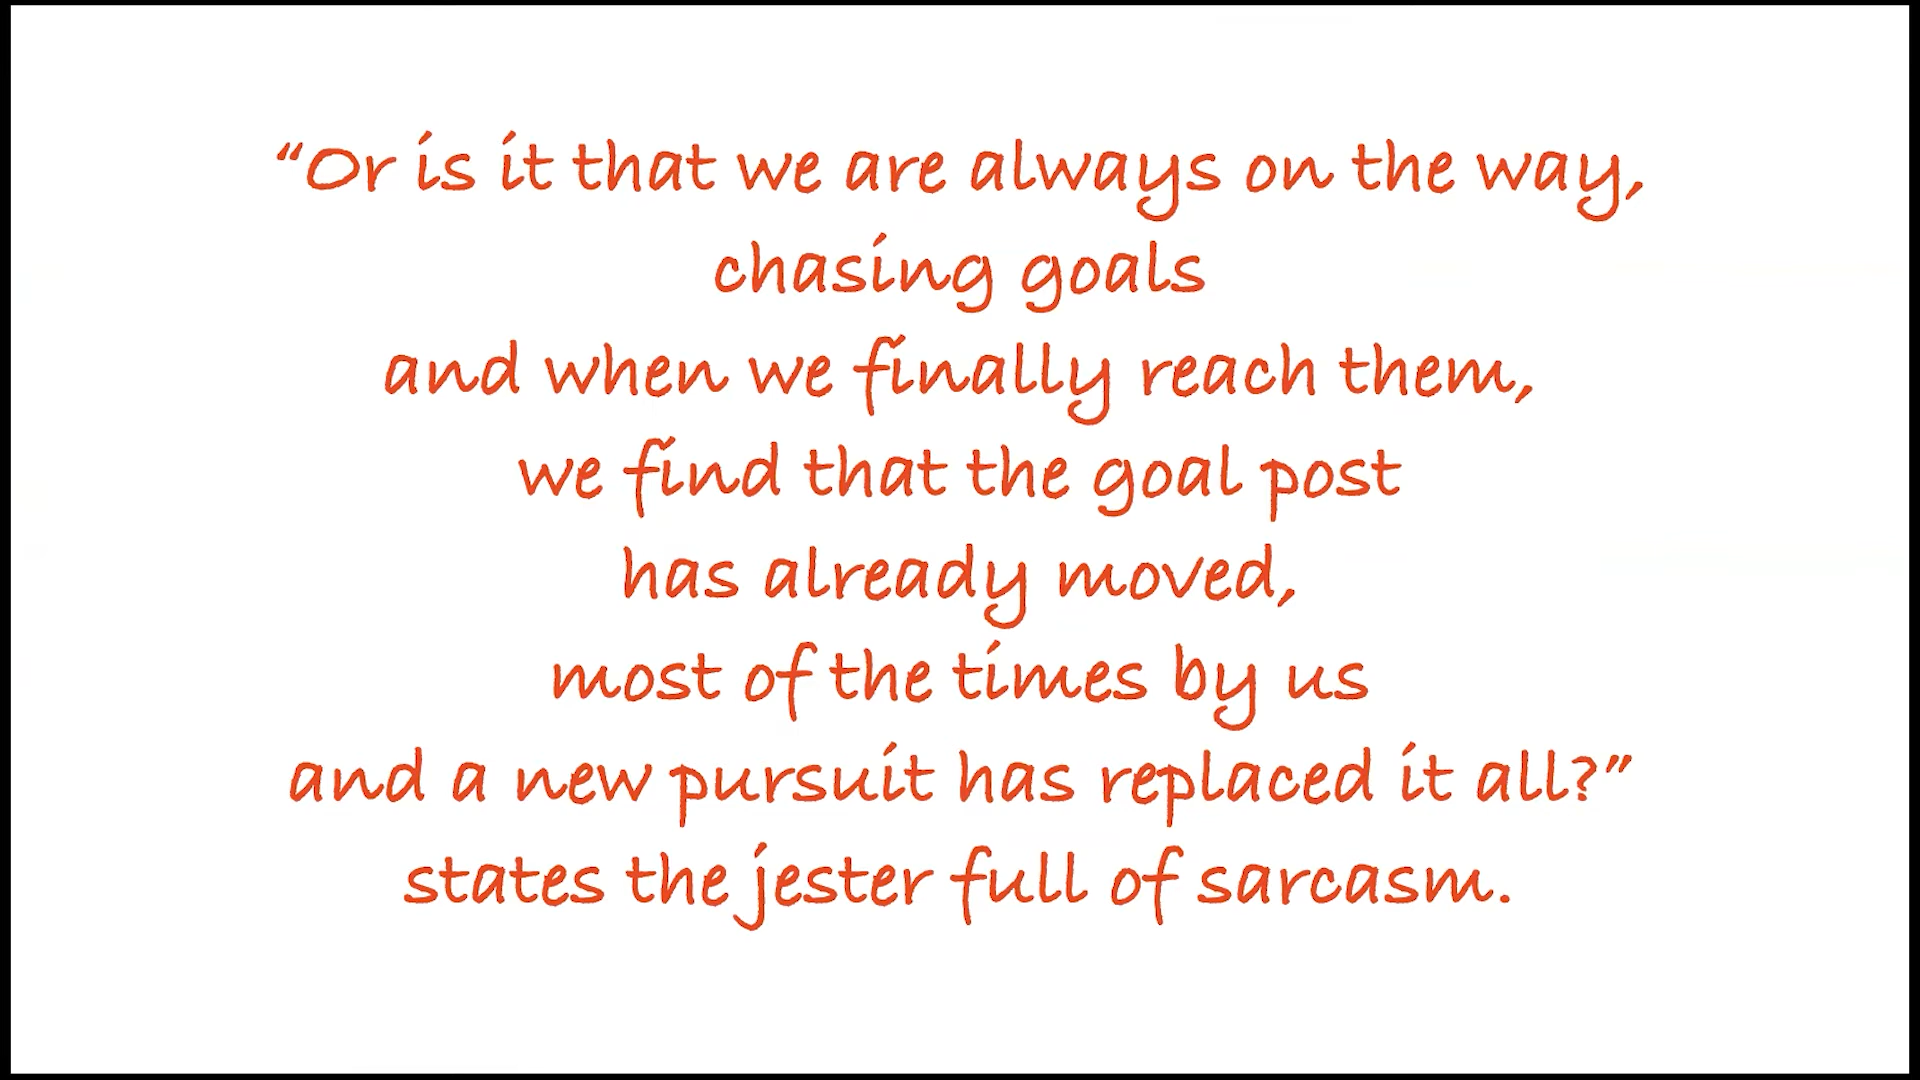 “Or is it that we are always on the way,
chasing goals
and when we finally reach them,
we find that the goal post
has already moved,
most of the times by us
and a new pursuit has replaced it all?”
states the jester full of sarcasm.